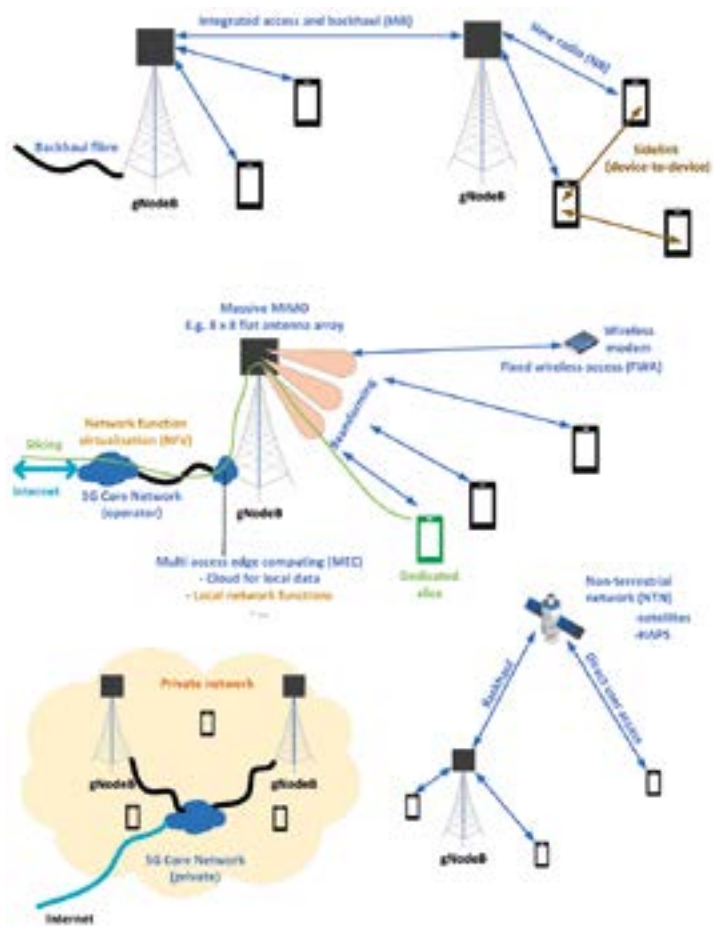 Integrated access and backhaul (IAB)
New radio (NR)
Backhaul fibre
Sidelink
(device-to-device)
gNodeB
gNodeB
Massive MIMO
E.g. 8 x 8 flat antenna array
Wireless
modem
Fixed wireless access (FWA)
Beamforming
Network function
virtualisation (NFV)
Slicing
Internet
5G Core Network
(operator)
gNodeB
Multi access edge computing (MEC)
- Cloud for local data
- Local network functions
- ...
Dedicated
slice
Non-terrestrial
network (NTN)
-satellites
-HAPS
Backhaul
Direct user access
gNodeB
Private network
gNodeB
gNodeB
5G Core Network
(private)
Internet